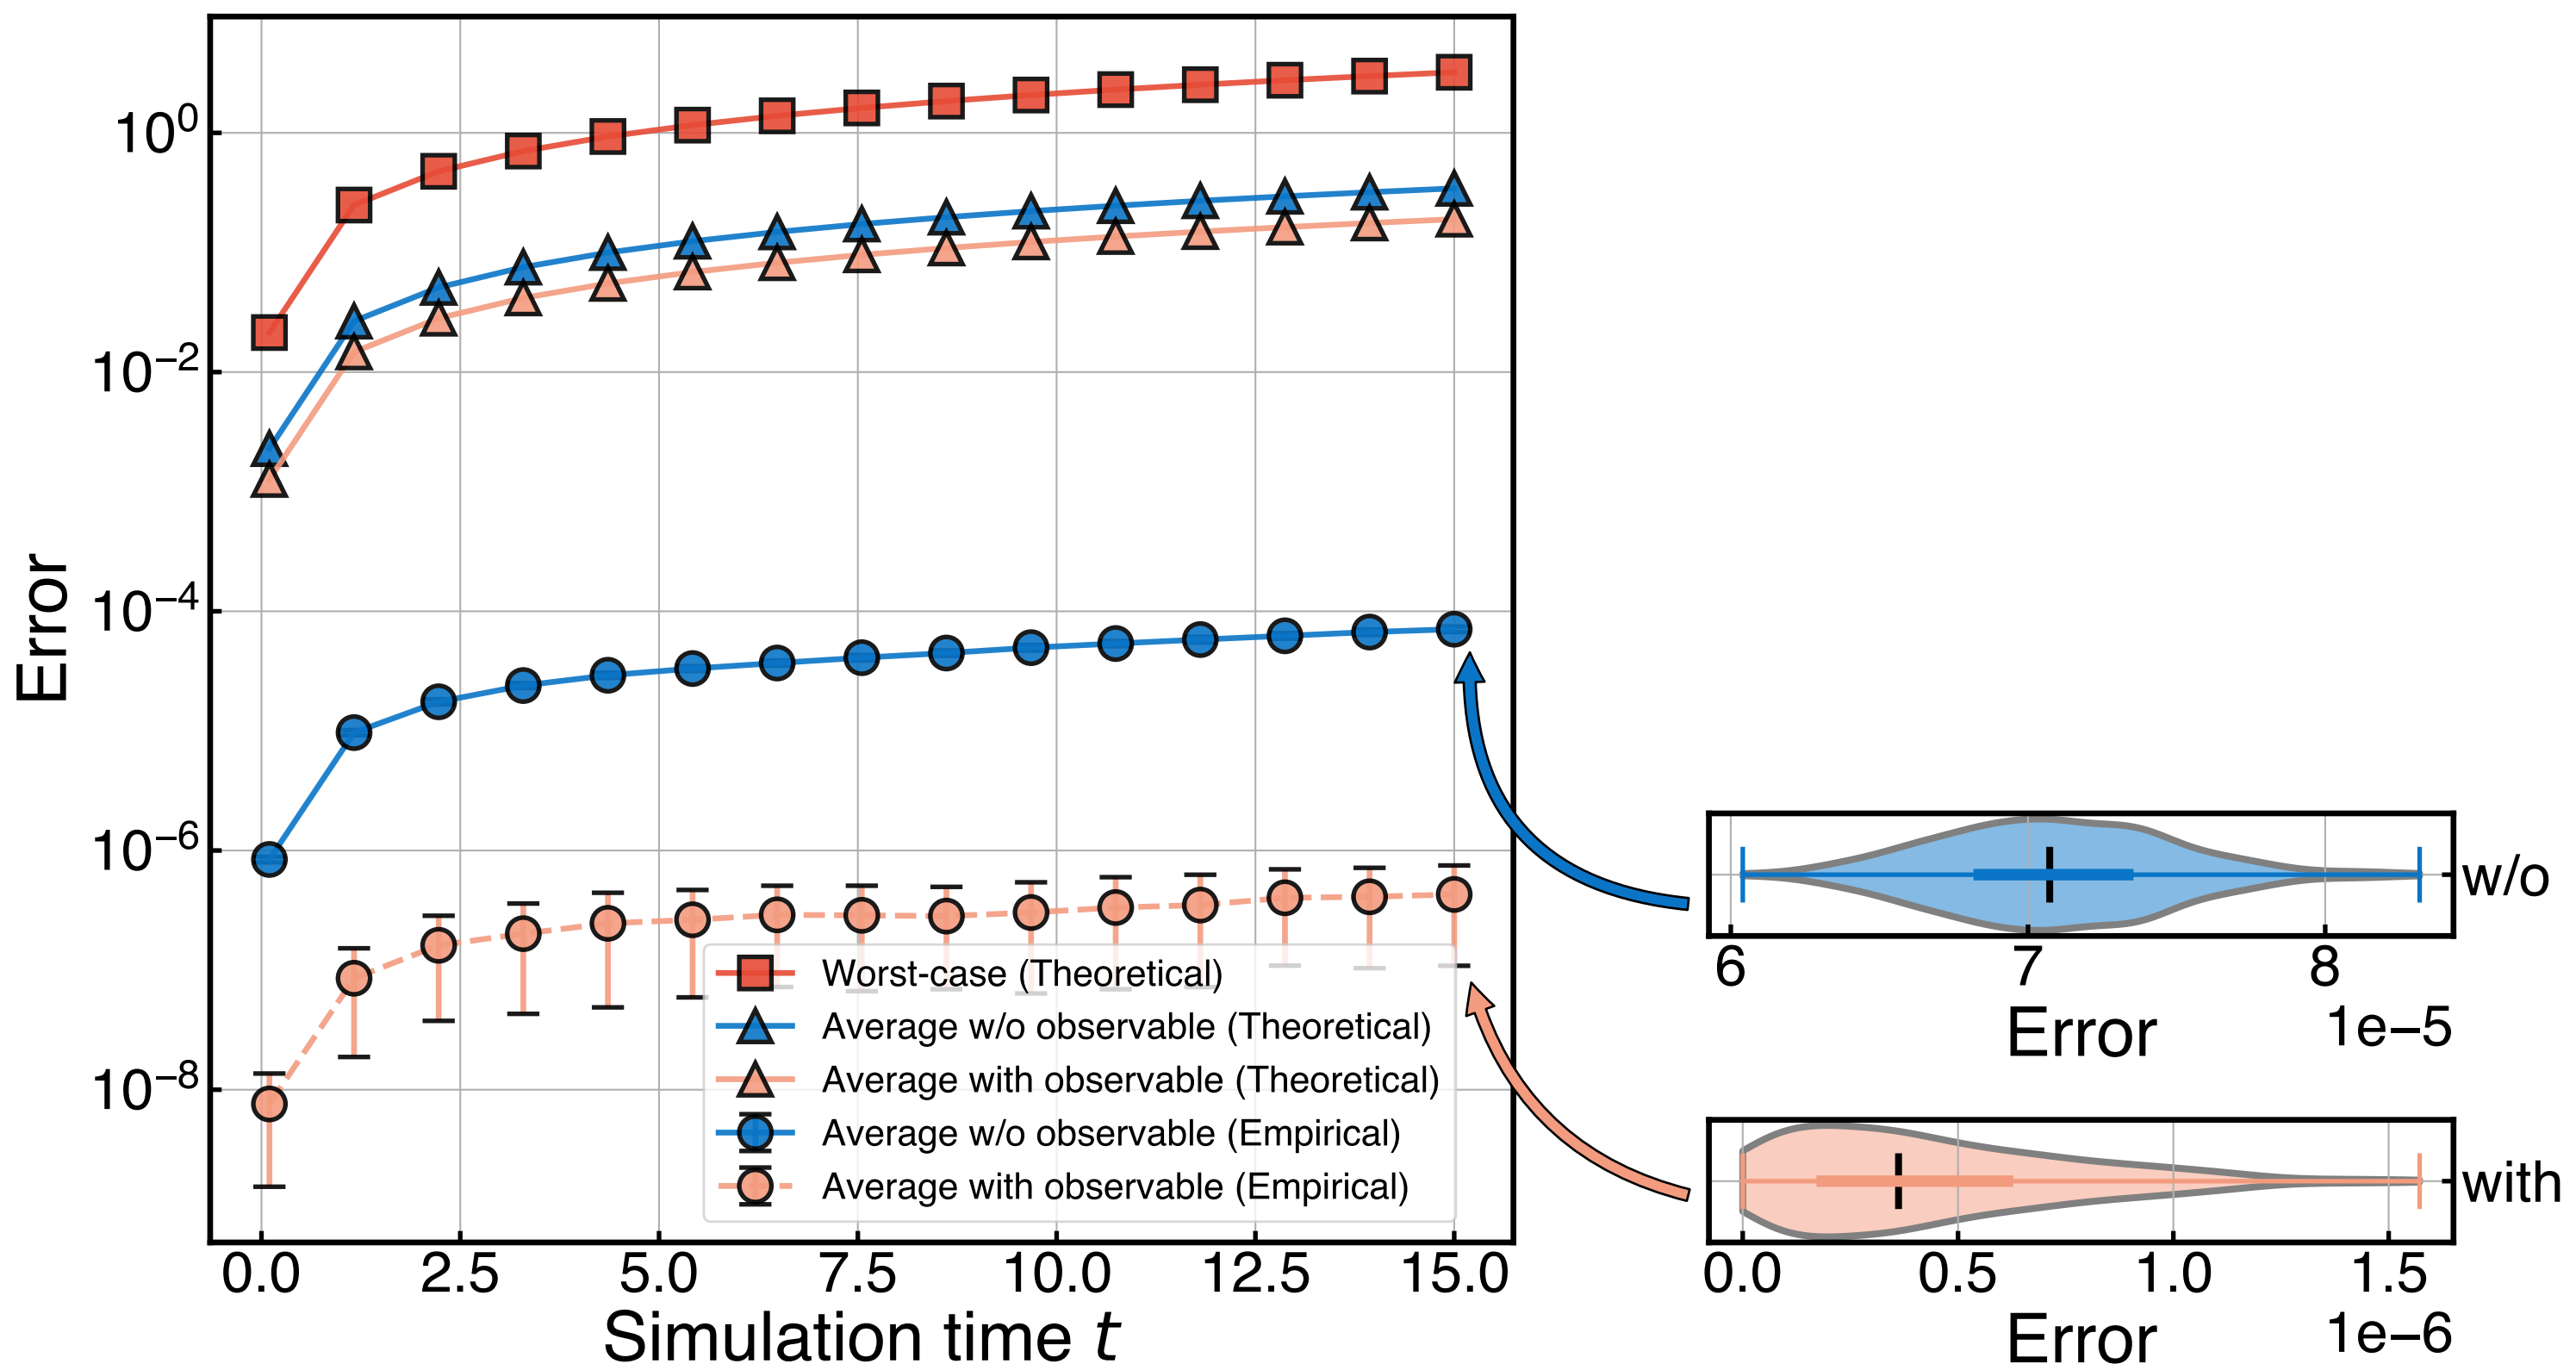 Error
10⁰
10⁻²
10⁻⁴
10⁻⁶
10⁻⁸
Worst-case (Theoretical)
Average w/o observable (Theoretical)
Average with observable (Theoretical)
Average w/o observable (Empirical)
Average with observable (Empirical)
0.0 2.5 5.0 7.5 10.0 12.5 15.0
Simulation time t
w/o
6 7 8
Error 1e−5
with
0.0 0.5 1.0 1.5
Error 1e−6